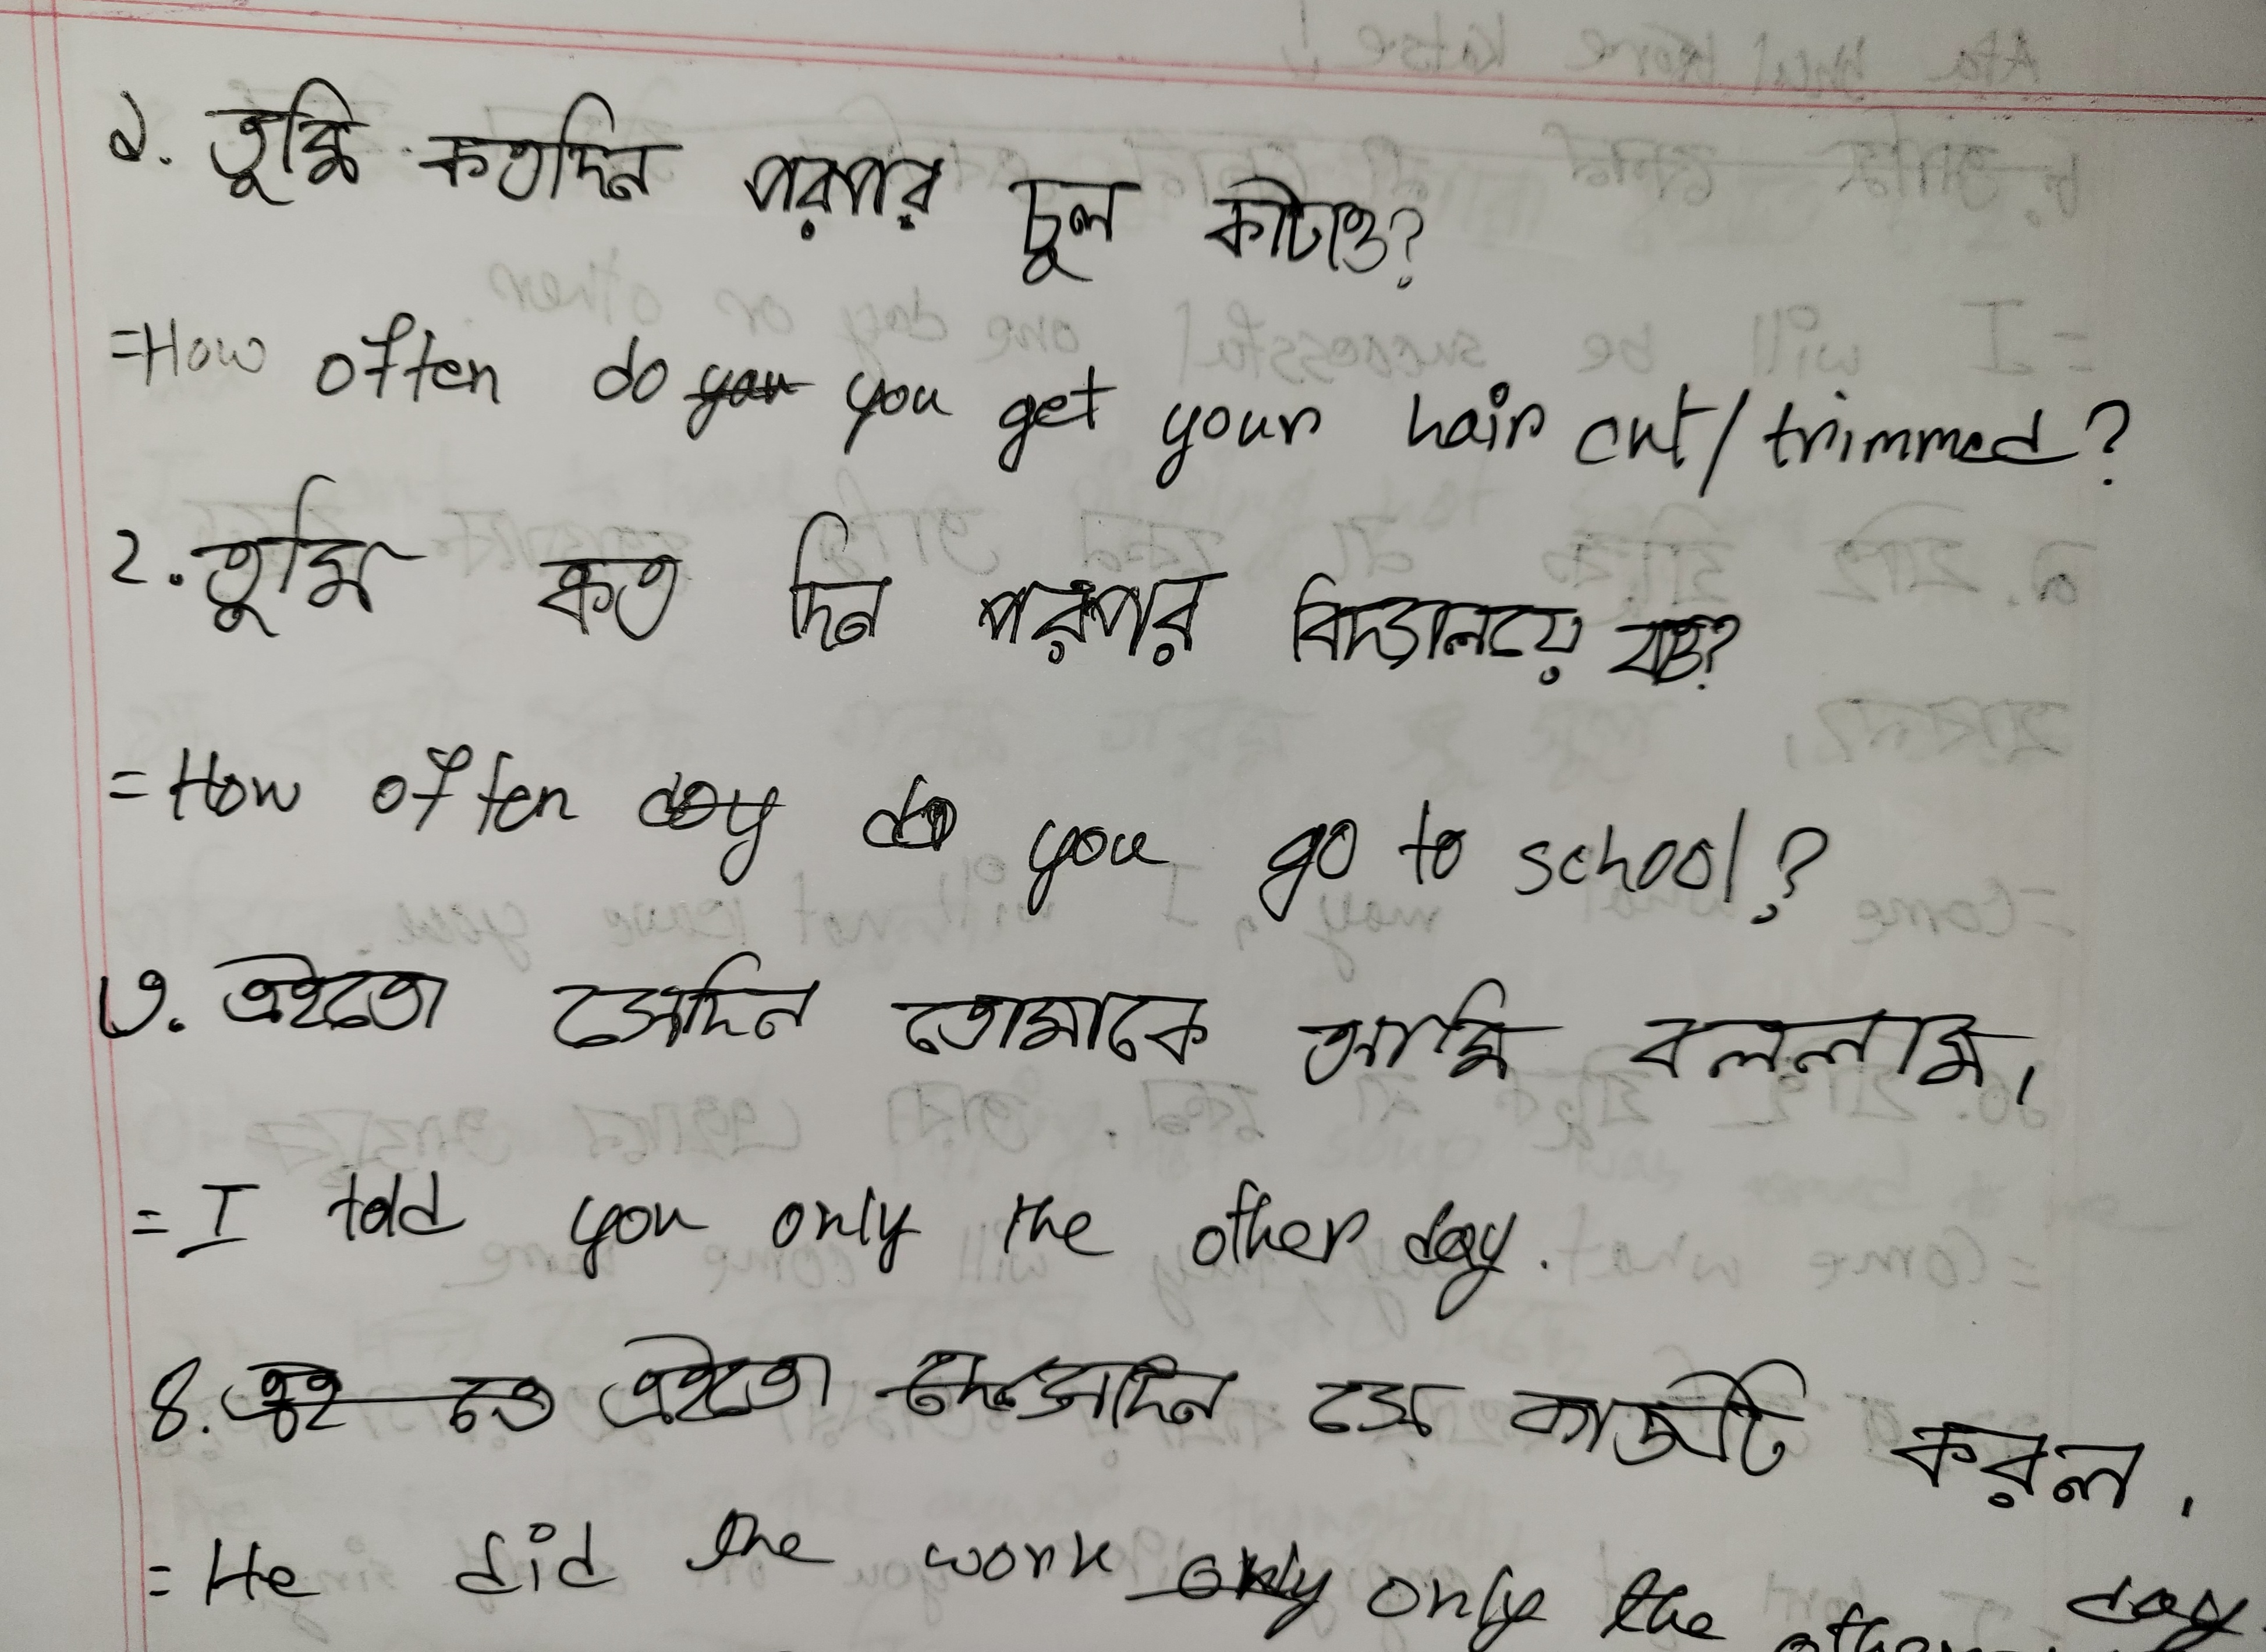 ১. তুমি কতদিন পরপর চুল কাটাও?
=How often do you you get your hair cut/trimmed?
২. তুমি কত দিন পরপর বিদ্যালয়ে যাও?
= How often day do you go to school?
৩. এইতো সেদিন তোমাকে আমি বললাম।
= I told you only the other day.
৪. এই তো এইতো সেদিন সে কাজটি করল।
= He did the work only only the other day